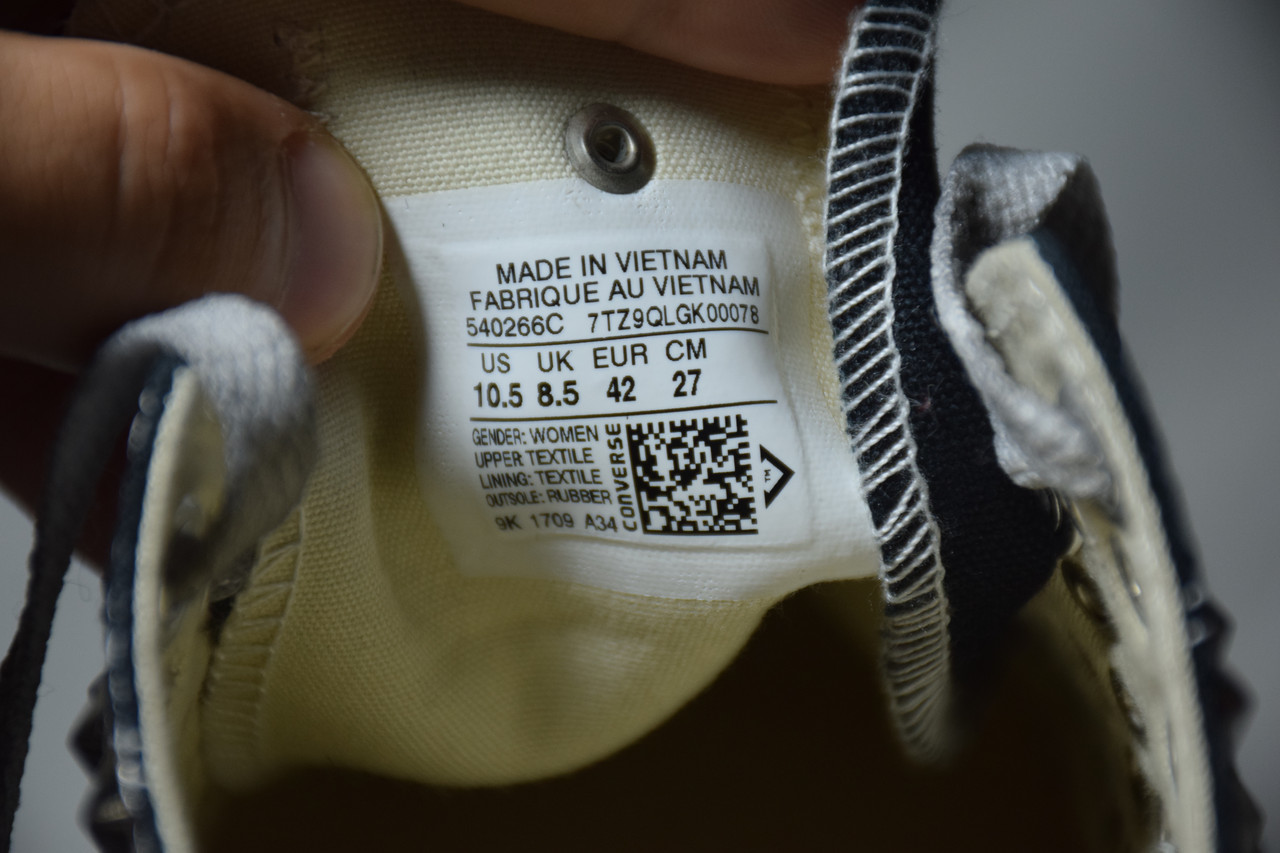 MADE IN VIETNAM
FABRIQUE AU VIETNAM
540266C 7TZ9QLGK00078
US UK EUR CM
10.5 8.5 42 27
GENDER: WOMEN
UPPER TEXTILE
LINING: TEXTILE
OUTSOLE: RUBBER
9K 1709 A34
CONVERSE
TM